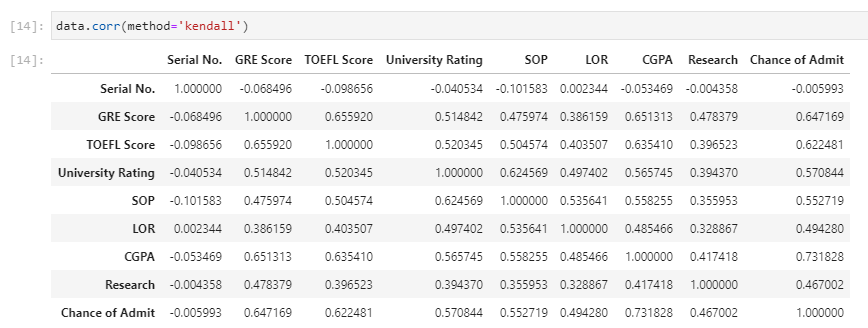 [14]: data.corr(method='kendall')
[14]: Serial No. GRE Score TOEFL Score University Rating SOP LOR CGPA Research Chance of Admit
Serial No. 1.000000 -0.068496 -0.098656 -0.040534 -0.101583 0.002344 -0.053469 -0.004358 -0.005993
GRE Score -0.068496 1.000000 0.655920 0.514842 0.475974 0.386159 0.651313 0.478379 0.647169
TOEFL Score -0.098656 0.655920 1.000000 0.520345 0.504574 0.403507 0.635410 0.396523 0.622481
University Rating -0.040534 0.514842 0.520345 1.000000 0.624569 0.497402 0.565745 0.394370 0.570844
SOP -0.101583 0.475974 0.504574 0.624569 1.000000 0.535641 0.558255 0.355953 0.552719
LOR 0.002344 0.386159 0.403507 0.497402 0.535641 1.000000 0.485466 0.328867 0.494280
CGPA -0.053469 0.651313 0.635410 0.565745 0.558255 0.485466 1.000000 0.417418 0.731828
Research -0.004358 0.478379 0.396523 0.394370 0.355953 0.328867 0.417418 1.000000 0.467002
Chance of Admit -0.005993 0.647169 0.622481 0.570844 0.552719 0.494280 0.731828 0.467002 1.000000